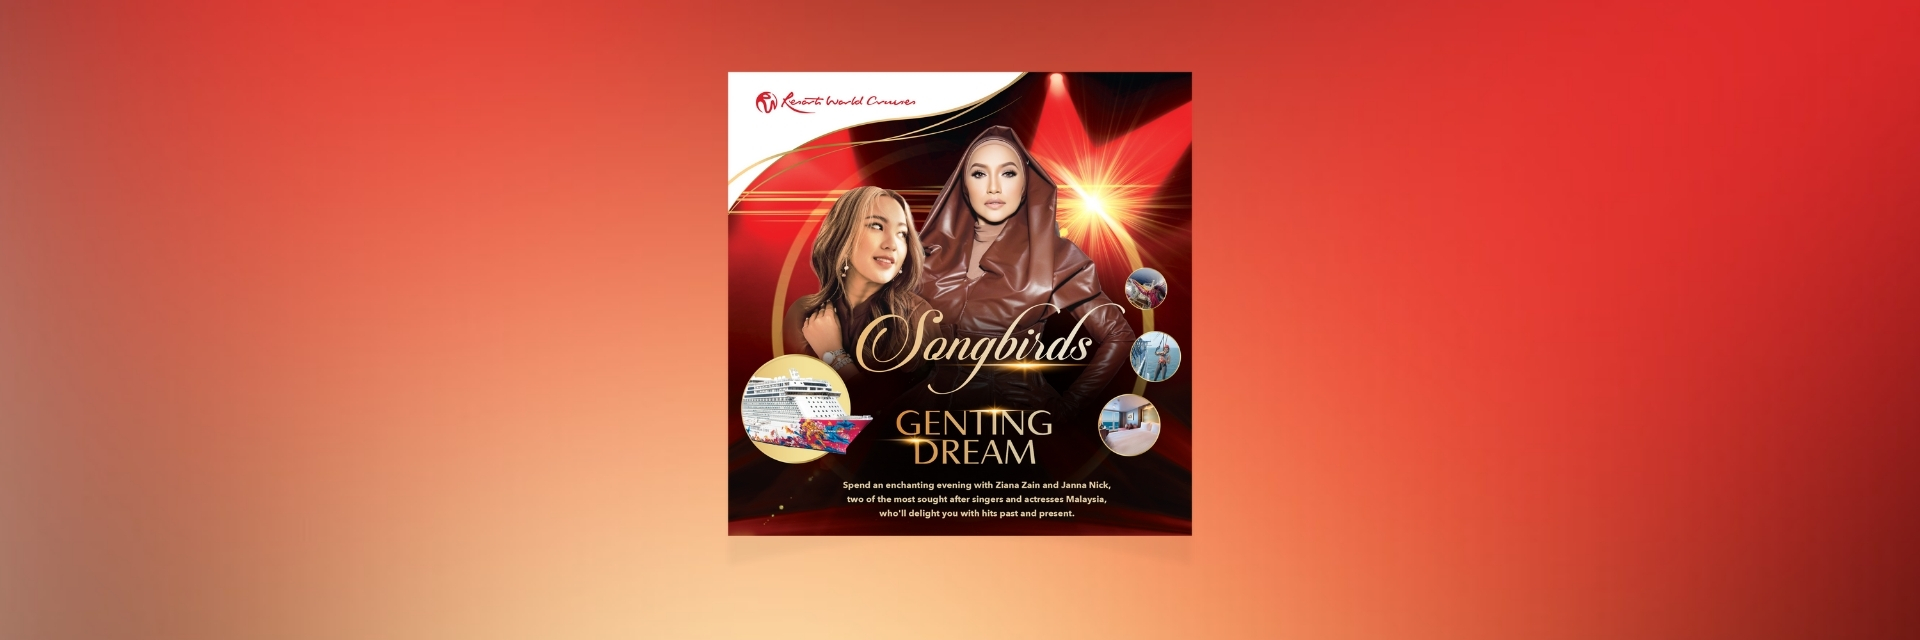 Resorts World Cruises
Songbirds
GENTING
DREAM
Spend an enchanting evening with Ziana Zain and Janna Nick,
two of the most sought after singers and actresses Malaysia,
who'll delight you with hits past and present.